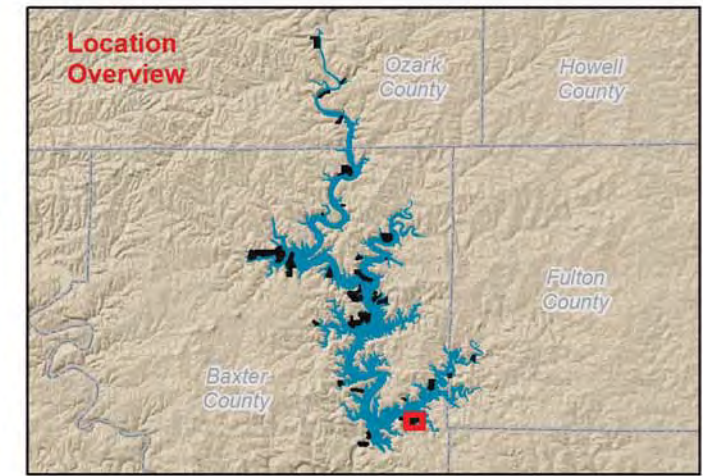 Location
Overview
Ozark
County
Howell
County
Fulton
County
Baxter
County